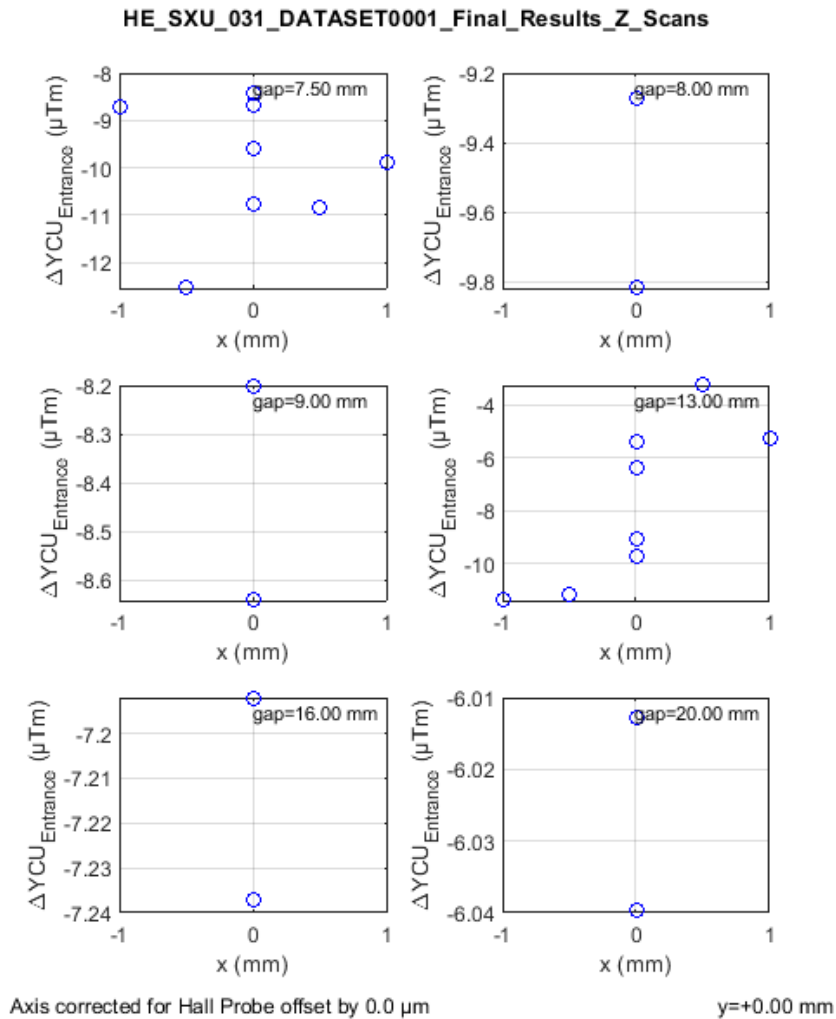 HE_SXU_031_DATASET0001_Final_Results_Z_Scans
gap=7.50 mm
ΔYCU_Entrance (µTm)
-8
-9
-10
-11
-12
-1
0
1
x (mm)
gap=8.00 mm
ΔYCU_Entrance (µTm)
-9.2
-9.4
-9.6
-9.8
-1
0
1
x (mm)
gap=9.00 mm
ΔYCU_Entrance (µTm)
-8.2
-8.3
-8.4
-8.5
-8.6
-1
0
1
x (mm)
gap=13.00 mm
ΔYCU_Entrance (µTm)
-4
-6
-8
-10
-1
0
1
x (mm)
gap=16.00 mm
ΔYCU_Entrance (µTm)
-7.2
-7.21
-7.22
-7.23
-7.24
-1
0
1
x (mm)
gap=20.00 mm
ΔYCU_Entrance (µTm)
-6.01
-6.02
-6.03
-6.04
-1
0
1
x (mm)
Axis corrected for Hall Probe offset by 0.0 µm
y=+0.00 mm